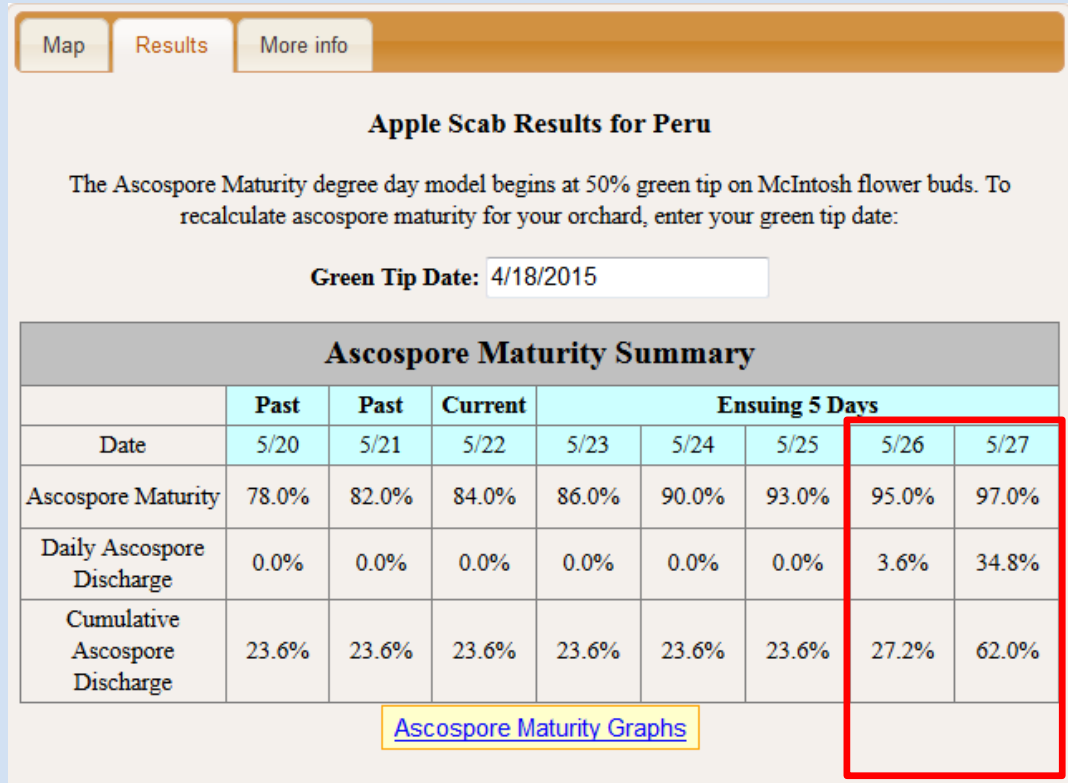 Map Results More info
Apple Scab Results for Peru
The Ascospore Maturity degree day model begins at 50% green tip on McIntosh flower buds. To
recalculate ascospore maturity for your orchard, enter your green tip date:
Green Tip Date: 4/18/2015
Ascospore Maturity Summary
Past Past Current Ensuing 5 Days
Date 5/20 5/21 5/22 5/23 5/24 5/25 5/26 5/27
Ascospore Maturity 78.0% 82.0% 84.0% 86.0% 90.0% 93.0% 95.0% 97.0%
Daily Ascospore
Discharge 0.0% 0.0% 0.0% 0.0% 0.0% 0.0% 3.6% 34.8%
Cumulative
Ascospore
Discharge 23.6% 23.6% 23.6% 23.6% 23.6% 23.6% 27.2% 62.0%
Ascospore Maturity Graphs